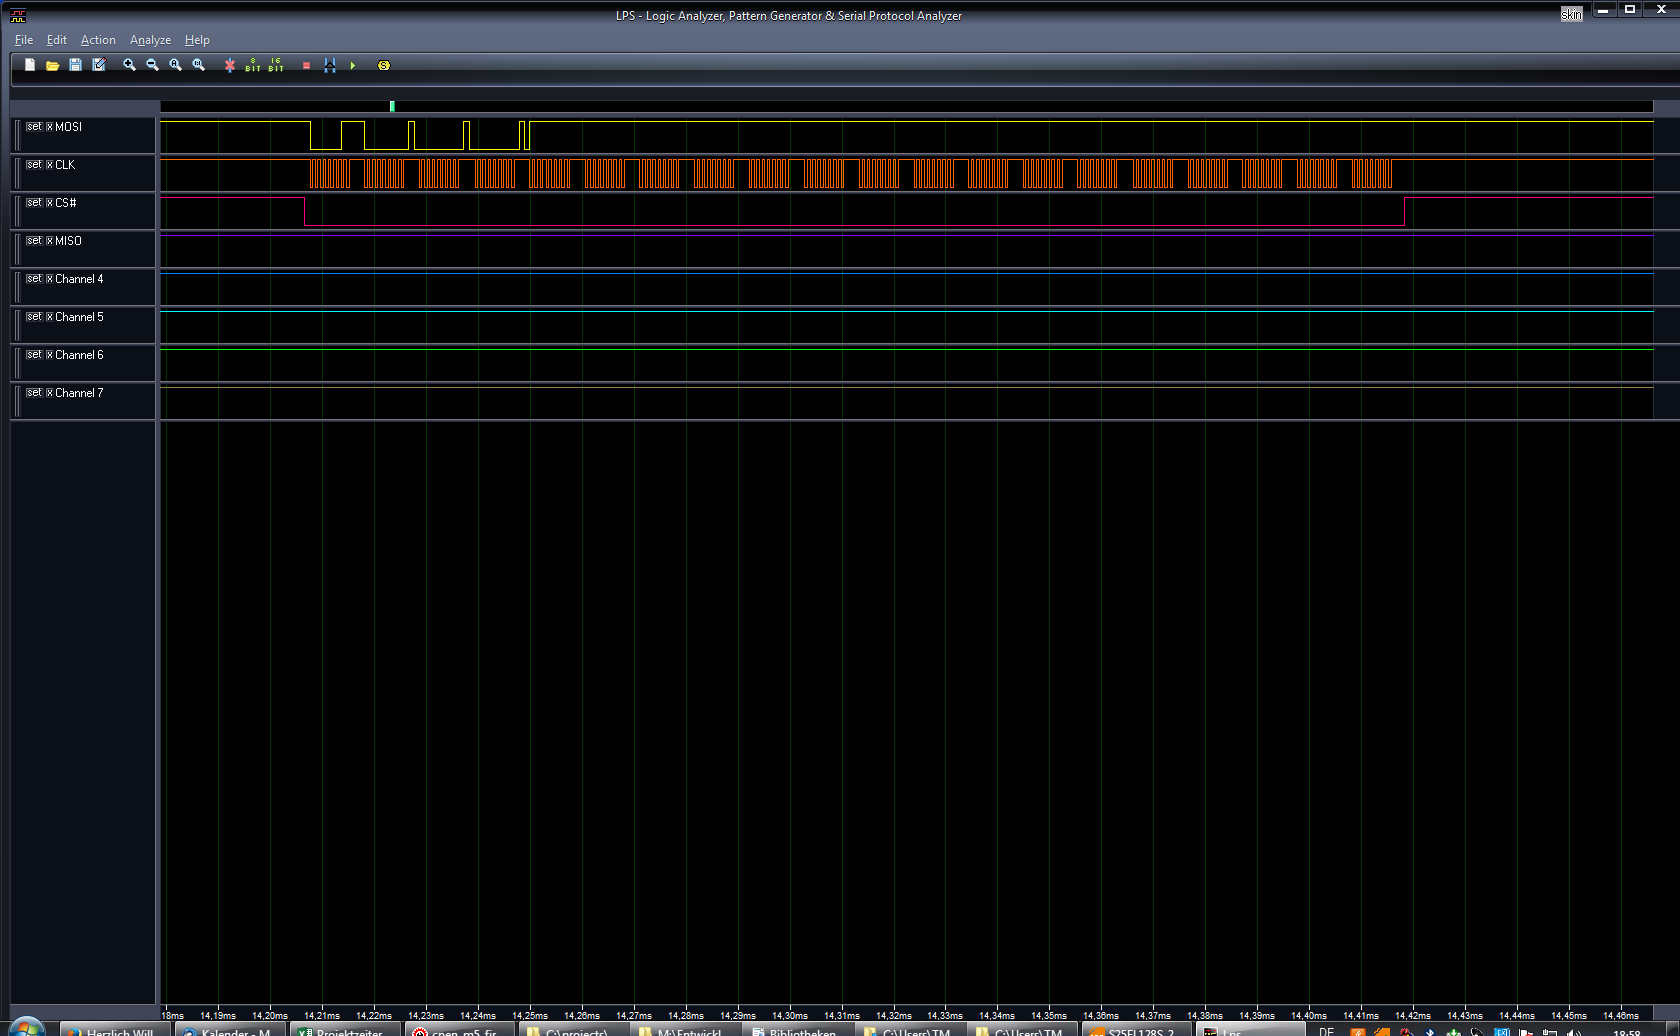 LPS - Logic Analyzer, Pattern Generator & Serial Protocol Analyzer
skin
File Edit Action Analyze Help
8 BIT 16 BIT S
set x MOSI
set x CLK
set x CS#
set x MISO
set x Channel 4
set x Channel 5
set x Channel 6
set x Channel 7
18ms 14,19ms 14,20ms 14,21ms 14,22ms 14,23ms 14,24ms 14,25ms 14,26ms 14,27ms 14,28ms 14,29ms 14,30ms 14,31ms 14,32ms 14,33ms 14,34ms 14,35ms 14,36ms 14,37ms 14,38ms 14,39ms 14,40ms 14,41ms 14,42ms 14,43ms 14,44ms 14,45ms 14,46ms
Herzlich Will Kalender - M Projektzeiter C:\projects\ M:\Entwickl Bibliotheken C:\Users\TM C:\Users\TM S25FL128S_2 Lps DE 18:58